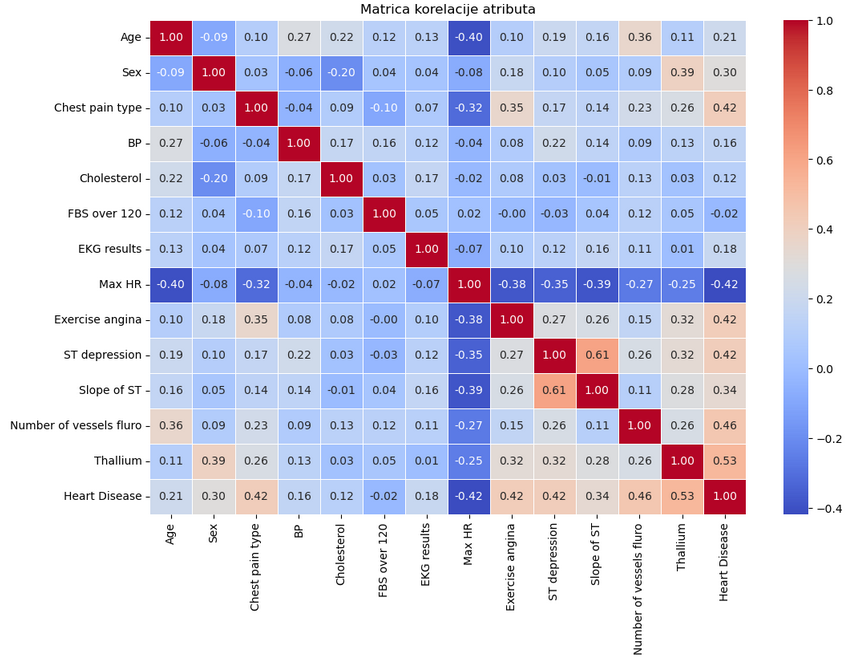 Matrica korelacije atributa
Age 1.00 -0.09 0.10 0.27 0.22 0.12 0.13 -0.40 0.10 0.19 0.16 0.36 0.11 0.21
Sex -0.09 1.00 0.03 -0.06 -0.20 0.04 0.04 -0.08 0.18 0.10 0.05 0.09 0.39 0.30
Chest pain type 0.10 0.03 1.00 -0.04 0.09 -0.10 0.07 -0.32 0.35 0.17 0.14 0.23 0.26 0.42
BP 0.27 -0.06 -0.04 1.00 0.17 0.16 0.12 -0.04 0.08 0.22 0.14 0.09 0.13 0.16
Cholesterol 0.22 -0.20 0.09 0.17 1.00 0.03 0.17 -0.02 0.08 0.03 -0.01 0.13 0.03 0.12
FBS over 120 0.12 0.04 -0.10 0.16 0.03 1.00 0.05 0.02 -0.00 -0.03 0.04 0.12 0.05 -0.02
EKG results 0.13 0.04 0.07 0.12 0.17 0.05 1.00 -0.07 0.10 0.12 0.16 0.11 0.01 0.18
Max HR -0.40 -0.08 -0.32 -0.04 -0.02 0.02 -0.07 1.00 -0.38 -0.35 -0.39 -0.27 -0.25 -0.42
Exercise angina 0.10 0.18 0.35 0.08 0.08 -0.00 0.10 -0.38 1.00 0.27 0.26 0.15 0.32 0.42
ST depression 0.19 0.10 0.17 0.22 0.03 -0.03 0.12 -0.35 0.27 1.00 0.61 0.26 0.32 0.42
Slope of ST 0.16 0.05 0.14 0.14 -0.01 0.04 0.16 -0.39 0.26 0.61 1.00 0.11 0.28 0.34
Number of vessels fluro 0.36 0.09 0.23 0.09 0.13 0.12 0.11 -0.27 0.15 0.26 0.11 1.00 0.26 0.46
Thallium 0.11 0.39 0.26 0.13 0.03 0.05 0.01 -0.25 0.32 0.32 0.28 0.26 1.00 0.53
Heart Disease 0.21 0.30 0.42 0.16 0.12 -0.02 0.18 -0.42 0.42 0.42 0.34 0.46 0.53 1.00
Age
Sex
Chest pain type
BP
Cholesterol
FBS over 120
EKG results
Max HR
Exercise angina
ST depression
Slope of ST
Number of vessels fluro
Thallium
Heart Disease
1.0
0.8
0.6
0.4
0.2
0.0
−0.2
−0.4